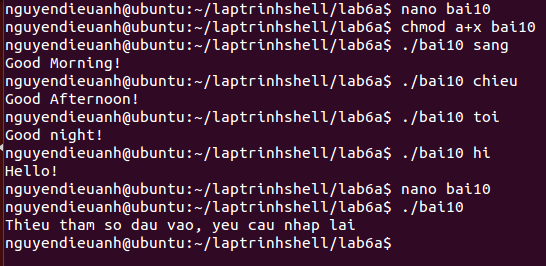 nguyendieuanh@ubuntu:~/laptrinhshell/lab6a$ nano bai10
nguyendieuanh@ubuntu:~/laptrinhshell/lab6a$ chmod a+x bai10
nguyendieuanh@ubuntu:~/laptrinhshell/lab6a$ ./bai10 sang
Good Morning!
nguyendieuanh@ubuntu:~/laptrinhshell/lab6a$ ./bai10 chieu
Good Afternoon!
nguyendieuanh@ubuntu:~/laptrinhshell/lab6a$ ./bai10 toi
Good night!
nguyendieuanh@ubuntu:~/laptrinhshell/lab6a$ ./bai10 hi
Hello!
nguyendieuanh@ubuntu:~/laptrinhshell/lab6a$ nano bai10
nguyendieuanh@ubuntu:~/laptrinhshell/lab6a$ ./bai10
Thieu tham so dau vao, yeu cau nhap lai
nguyendieuanh@ubuntu:~/laptrinhshell/lab6a$